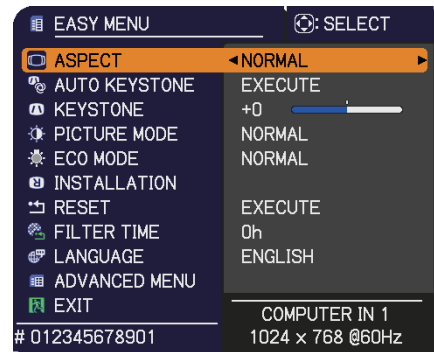 EASY MENU : SELECT
ASPECT NORMAL
AUTO KEYSTONE EXECUTE
KEYSTONE +0
PICTURE MODE NORMAL
ECO MODE NORMAL
INSTALLATION
RESET EXECUTE
FILTER TIME 0h
LANGUAGE ENGLISH
ADVANCED MENU
EXIT
COMPUTER IN 1
# 012345678901 1024 × 768 @60Hz